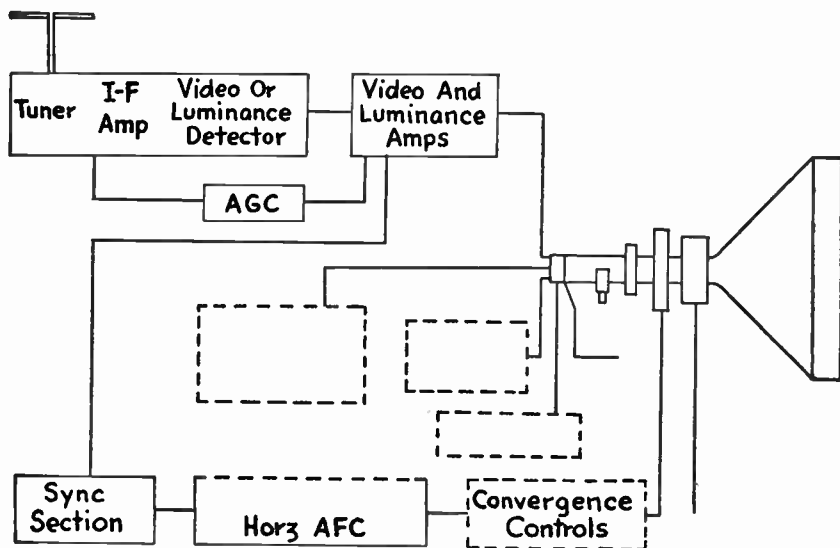 Tuner
I-F
Amp
Video Or
Luminance
Detector
Video And
Luminance
Amps
AGC
Sync
Section
Horz AFC
Convergence
Controls